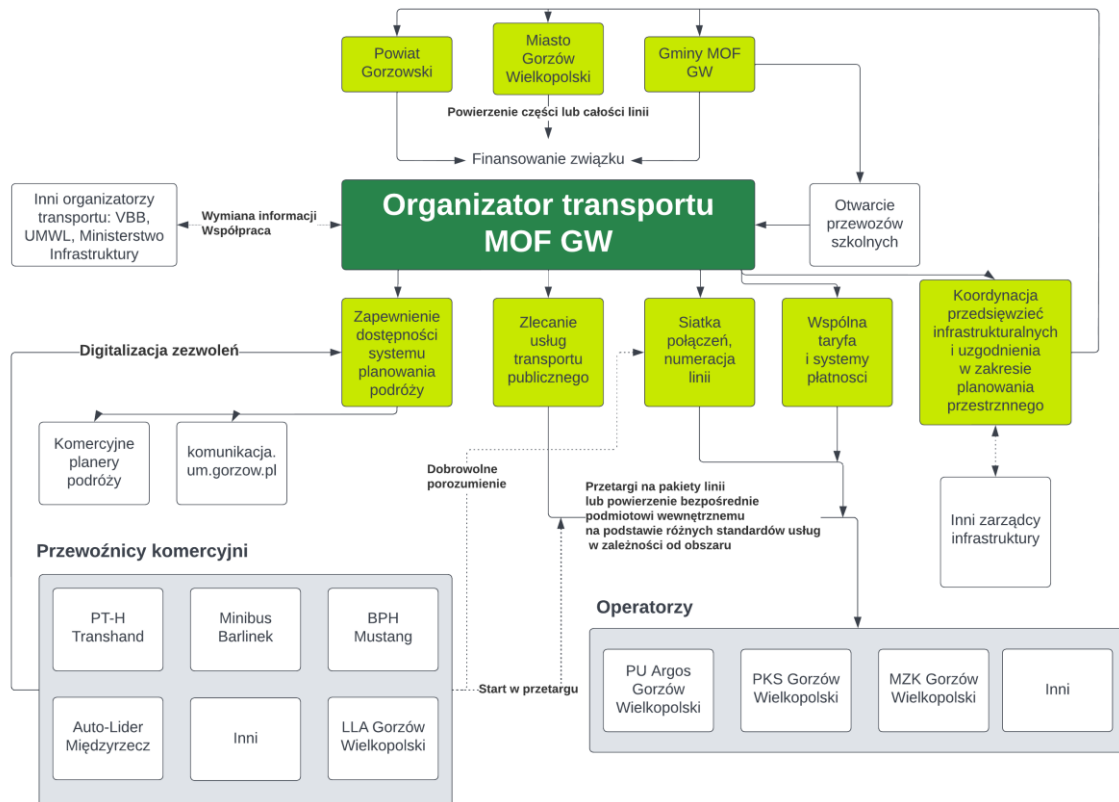 Powiat
Gorzowski
Miasto
Gorzów
Wielkopolski
Gminy MOF
GW
Powierzenie części lub całości linii
Finansowanie związku
Inni organizatorzy
transportu: VBB,
UMWL, Ministerstwo
Infrastruktury
Wymiana informacji
Współpraca
Organizator transportu
MOF GW
Otwarcie
przewozów
szkolnych
Zapewnienie
dostępności
systemu
planowania
podróży
Zlecanie
usług
transportu
publicznego
Siatka
połączeń,
numeracja
linii
Wspólna
taryfa
i systemy
płatnosci
Koordynacja
przedsięwzieć
infrastrukturalnych
i uzgodnienia
w zakresie
planowania
przestrznnego
Digitalizacja zezwoleń
Komercyjne
planery
podróży
komunikacja.
um.gorzow.pl
Dobrowolne
porozumienie
Przetargi na pakiety linii
lub powierzenie bezpośrednie
podmiotowi wewnętrznemu
na podstawie różnych standardów usług
w zależności od obszaru
Inni zarządcy
infrastruktury
Przewoźnicy komercyjni
PT-H
Transhand
Minibus
Barlinek
BPH
Mustang
Auto-Lider
Międzyrzecz
Inni
LLA Gorzów
Wielkopolski
Start w przetargu
Operatorzy
PU Argos
Gorzów
Wielkopolski
PKS Gorzów
Wielkopolski
MZK Gorzów
Wielkopolski
Inni